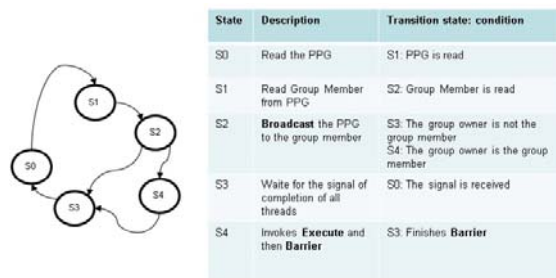 S1
S2
S0
S4
S3
State Description Transition state: condition
S0 Read the PPG S1: PPG is read
S1 Read Group Member S2: Group Member is read
from PPG
S2 Broadcast the PPG S3: The group owner is not the
to the group member group member
S4: The group owner is the group
member
S3 Waite for the signal of S0: The signal is received
completion of all
threads
S4 Invokes Execute and S3: Finishes Barrier
then Barrier